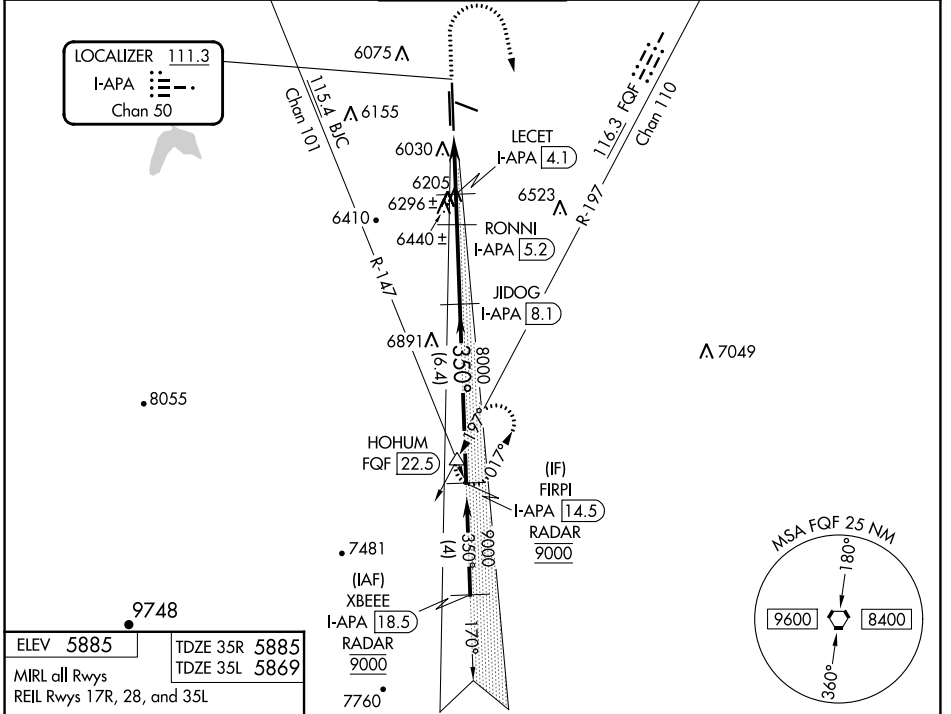 LOCALIZER 111.3
I-APA
Chan 50
6075
115.4 BJC
Chan 101
6155
116.3 FQF
Chan 110
6030
LECET
I-APA 4.1
6205
6296 ±
6523
6410
6440 ±
RONNI
I-APA 5.2
R-197
R-147
JIDOG
I-APA 8.1
6891
(6.4)
350°
8000
7049
8055
197°
017°
HOHUM
FQF 22.5
(IF)
FIRPI
I-APA 14.5
RADAR
9000
7481
(4)
350°
9000
(IAF)
XBEEE
I-APA 18.5
RADAR
9000
170°
7760
9748
MSA FQF 25 NM
180°
9600
8400
360°
ELEV 5885
TDZE 35R 5885
TDZE 35L 5869
MIRL all Rwys
REIL Rwys 17R, 28, and 35L